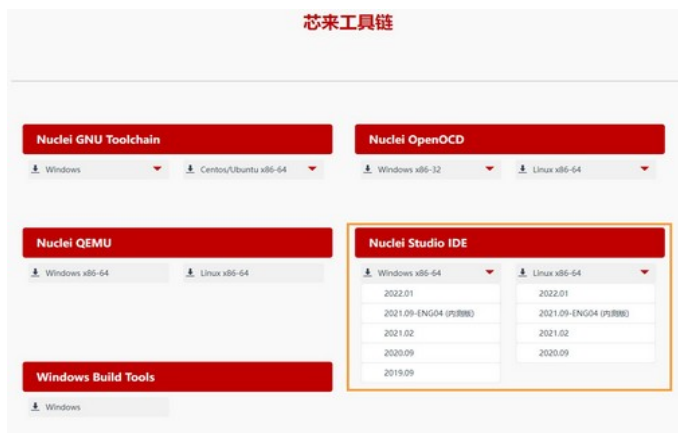 芯来工具链
Nuclei GNU Toolchain
Windows
Centos/Ubuntu x86-64
Nuclei OpenOCD
Windows x86-32
Linux x86-64
Nuclei QEMU
Windows x86-64
Linux x86-64
Nuclei Studio IDE
Windows x86-64
2022.01
2021.09-ENG04 (内测版)
2021.02
2020.09
2019.09
Linux x86-64
2022.01
2021.09-ENG04 (内测版)
2021.02
2020.09
Windows Build Tools
Windows